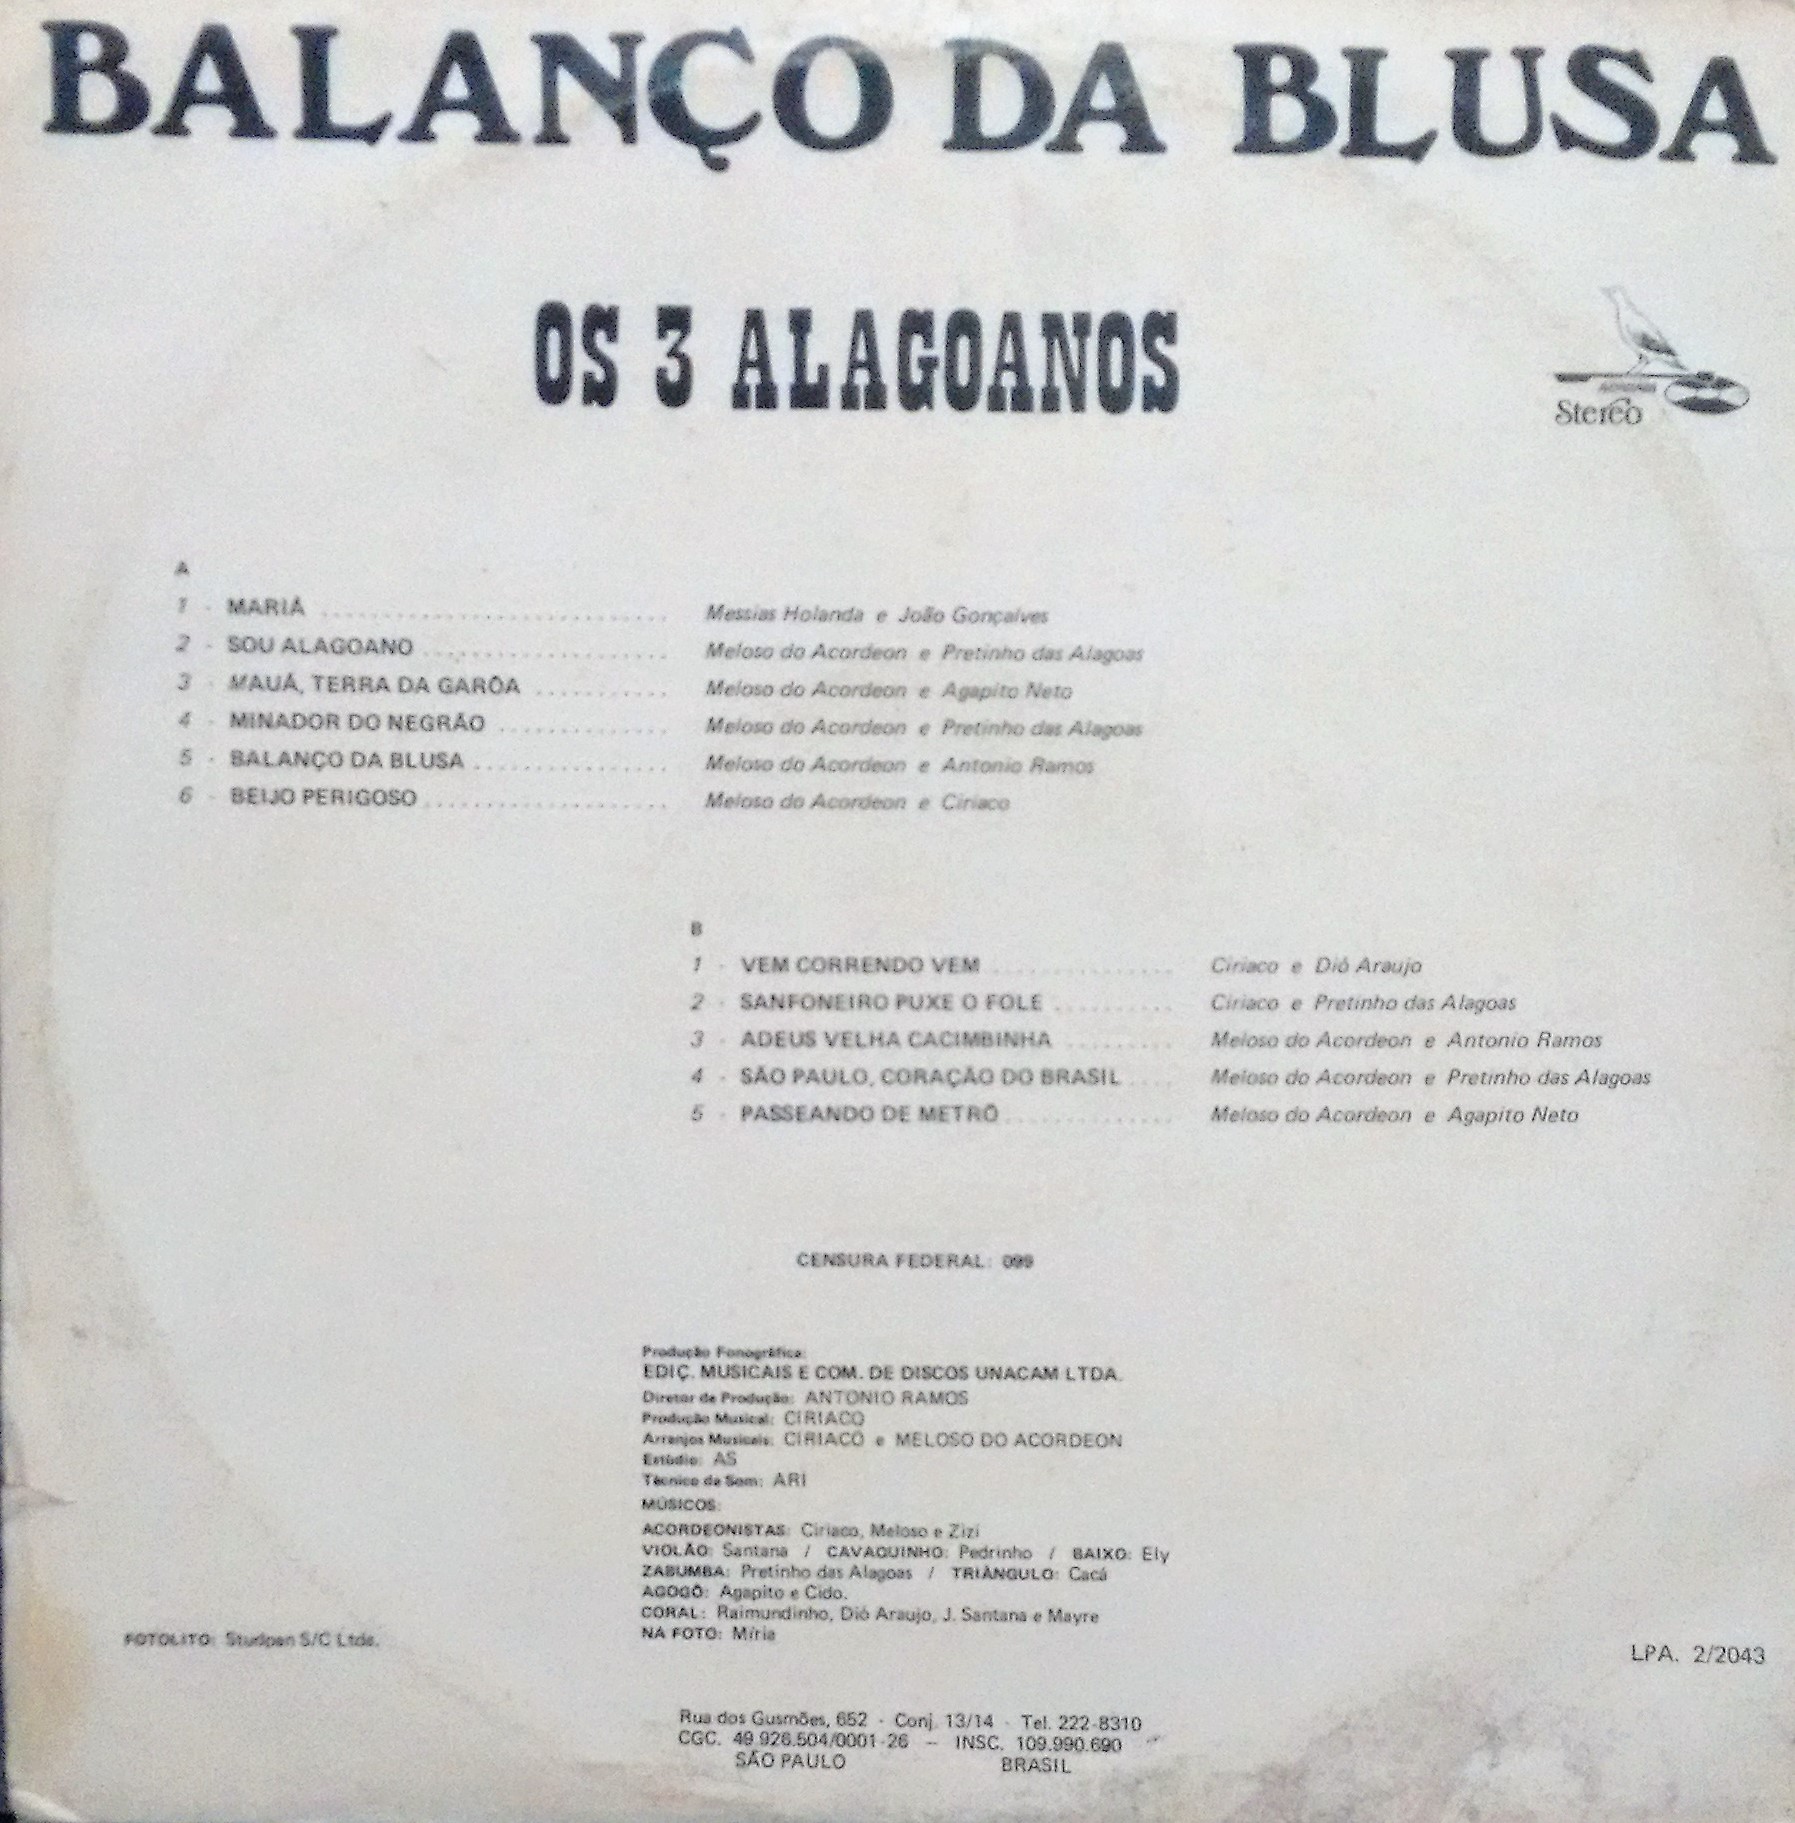 BALANÇO DA BLUSA
OS 3 ALAGOANOS
Stereo
A
1 - MARIÁ ............................ Messias Holanda e João Gonçalves
2 - SOU ALAGOANO .................... Meloso do Acordeon e Pretinho das Alagoas
3 - MAUÁ, TERRA DA GARÔA ........... Meloso do Acordeon e Agapito Neto
4 - MINADOR DO NEGRÃO .............. Meloso do Acordeon e Pretinho das Alagoas
5 - BALANÇO DA BLUSA ................ Meloso do Acordeon e Antonio Ramos
6 - BEIJO PERIGOSO .................... Meloso do Acordeon e Ciriaco
B
1 - VEM CORRENDO VEM ............... Ciriaco e Dió Araujo
2 - SANFONEIRO PUXE O FOLE .......... Ciriaco e Pretinho das Alagoas
3 - ADEUS VELHA CACIMBINHA ......... Meloso do Acordeon e Antonio Ramos
4 - SÃO PAULO, CORAÇÃO DO BRASIL .... Meloso do Acordeon e Pretinho das Alagoas
5 - PASSEANDO DE METRÔ .............. Meloso do Acordeon e Agapito Neto
CENSURA FEDERAL: 099
Produção Fonográfica:
EDIÇ. MUSICAIS E COM. DE DISCOS UNACAM LTDA.
Diretor de Produção: ANTONIO RAMOS
Produção Musical: CIRIACO
Arranjos Musicais: CIRIACO e MELOSO DO ACORDEON
Estúdio: AS
Técnico de Som: ARI
MÚSICOS:
ACORDEONISTAS: Ciriaco, Meloso e Zizi
VIOLÃO: Santana / CAVAQUINHO: Pedrinho / BAIXO: Ely
ZABUMBA: Pretinho das Alagoas / TRIÂNGULO: Cacá
AGOGÔ: Agapito e Cido.
CORAL: Raimundinho, Dió Araujo, J. Santana e Mayre
NA FOTO: Míria
FOTOLITO: Studpen S/C Ltda.
LPA. 2/2043
Rua dos Gusmões, 652 - Conj. 13/14 - Tel. 222-8310
CGC. 49.926.504/0001-26 — INSC. 109.990.690
SÃO PAULO BRASIL